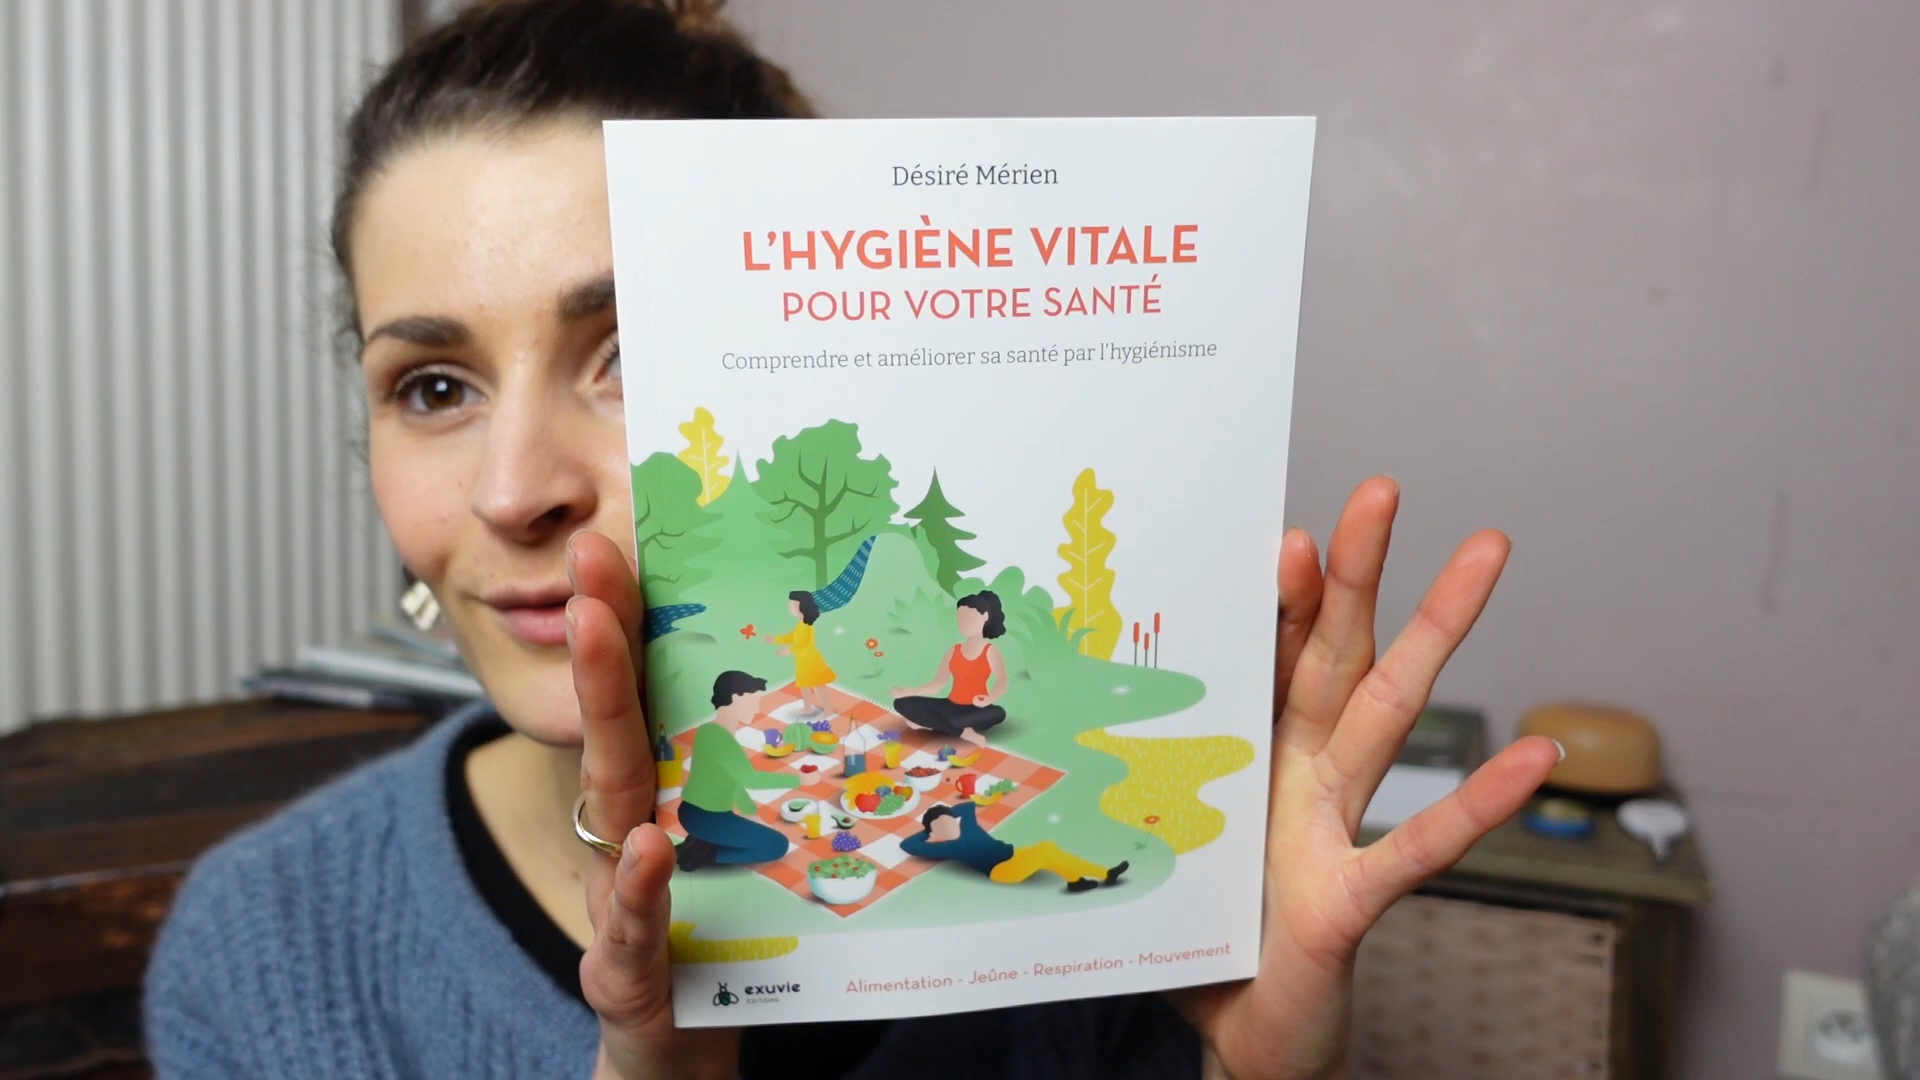 Désiré Mérien
L'HYGIÈNE VITALE
POUR VOTRE SANTÉ
Comprendre et améliorer sa santé par l'hygiénisme
exuvie
ÉDITIONS
Alimentation - Jeûne - Respiration - Mouvement